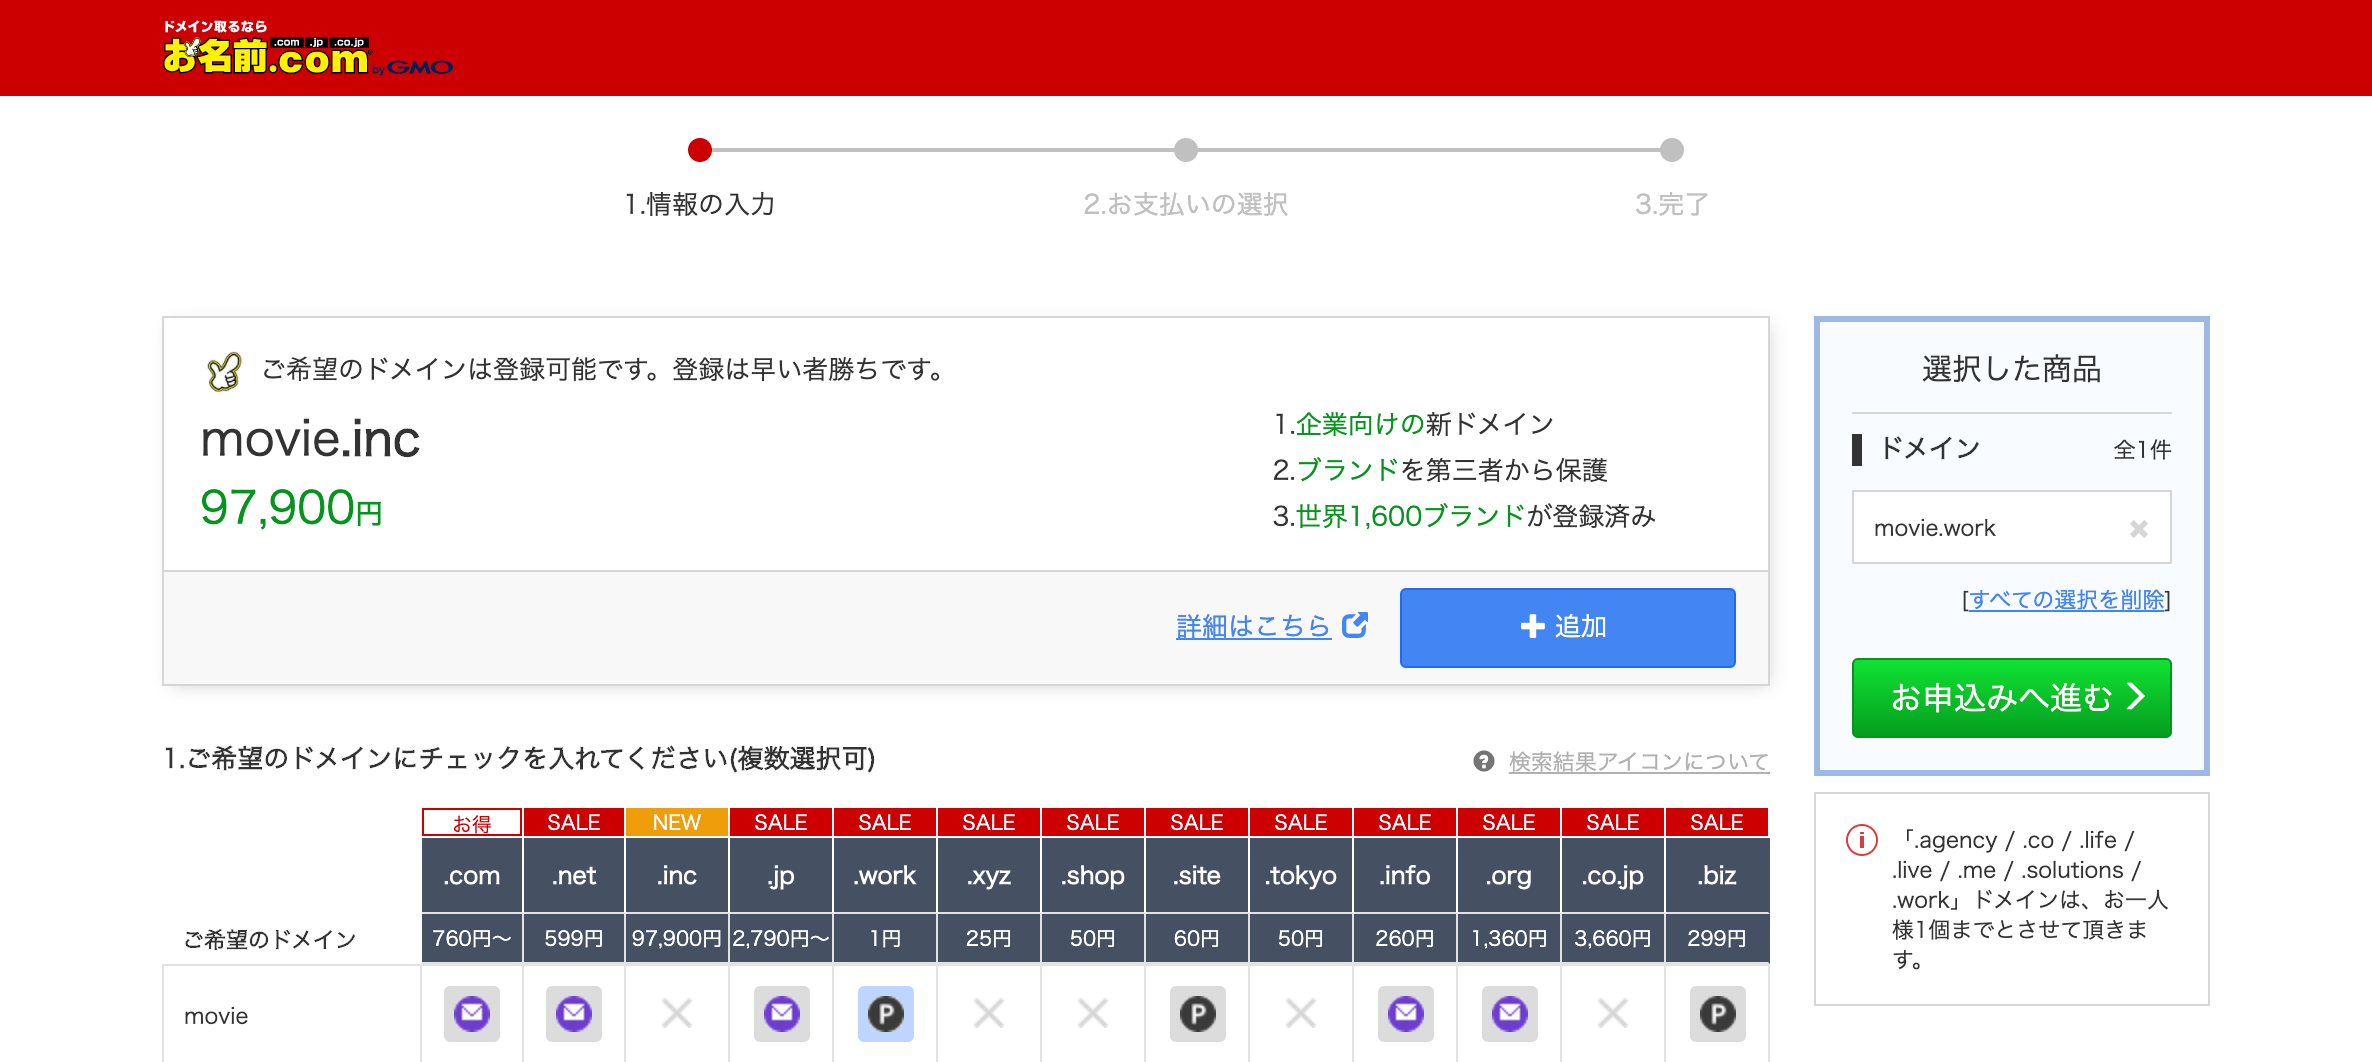 ドメイン取るなら
お名前.com
.com .jp .co.jp
by GMO
1.情報の入力
2.お支払いの選択
3.完了
ご希望のドメインは登録可能です。登録は早い者勝ちです。
movie.inc
97,900円
1.企業向けの新ドメイン
2.ブランドを第三者から保護
3.世界1,600ブランドが登録済み
詳細はこちら
追加
選択した商品
ドメイン 全1件
movie.work
[すべての選択を削除]
お申込みへ進む
「.agency / .co / .life /
.live / .me / .solutions /
.work」ドメインは、お一人
様1個までとさせて頂きま
す。
1.ご希望のドメインにチェックを入れてください(複数選択可)
検索結果アイコンについて
お得 SALE NEW SALE SALE SALE SALE SALE SALE SALE SALE SALE SALE
.com .net .inc .jp .work .xyz .shop .site .tokyo .info .org .co.jp .biz
ご希望のドメイン 760円〜 599円 97,900円 2,790円〜 1円 25円 50円 60円 50円 260円 1,360円 3,660円 299円
movie P P P